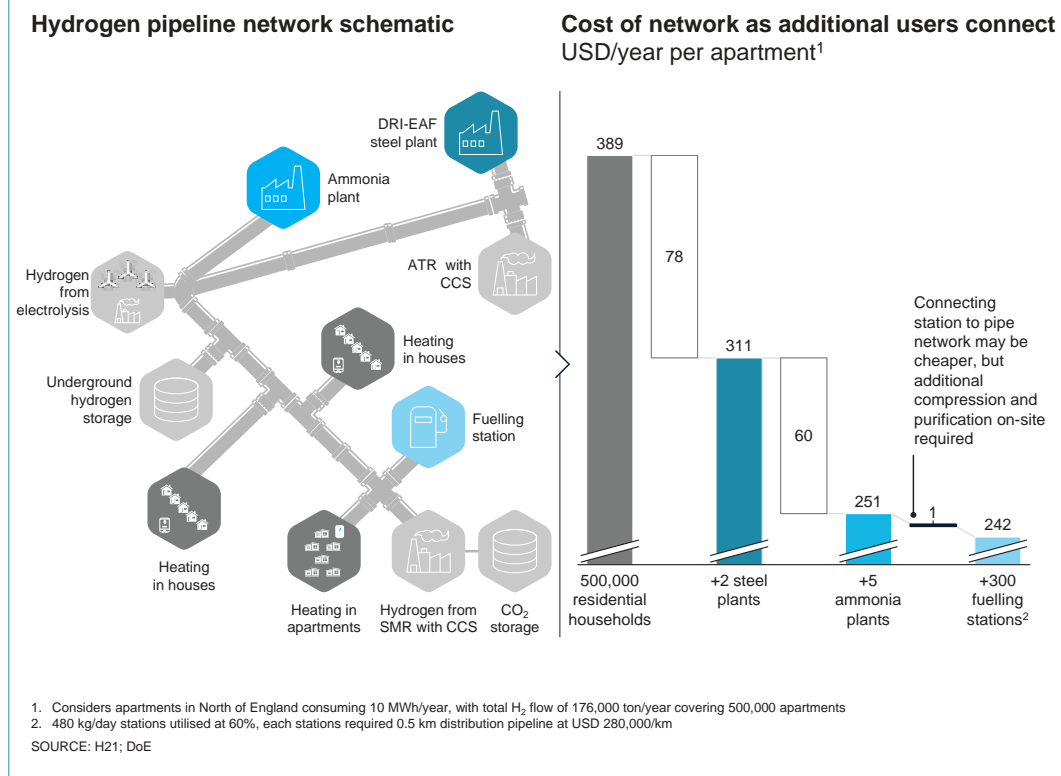 Hydrogen pipeline network schematic
Cost of network as additional users connect
USD/year per apartment1
DRI-EAF
steel plant
Ammonia
plant
ATR with
CCS
Hydrogen
from
electrolysis
Heating
in houses
Underground
hydrogen
storage
Fuelling
station
Heating
in houses
Heating in
apartments
Hydrogen from
SMR with CCS
CO2
storage
389
78
311
60
251
1
242
Connecting
station to pipe
network may be
cheaper, but
additional
compression and
purification on-site
required
500,000
residential
households
+2 steel
plants
+5
ammonia
plants
+300
fuelling
stations2
1. Considers apartments in North of England consuming 10 MWh/year, with total H2 flow of 176,000 ton/year covering 500,000 apartments
2. 480 kg/day stations utilised at 60%, each stations required 0.5 km distribution pipeline at USD 280,000/km
SOURCE: H21; DoE